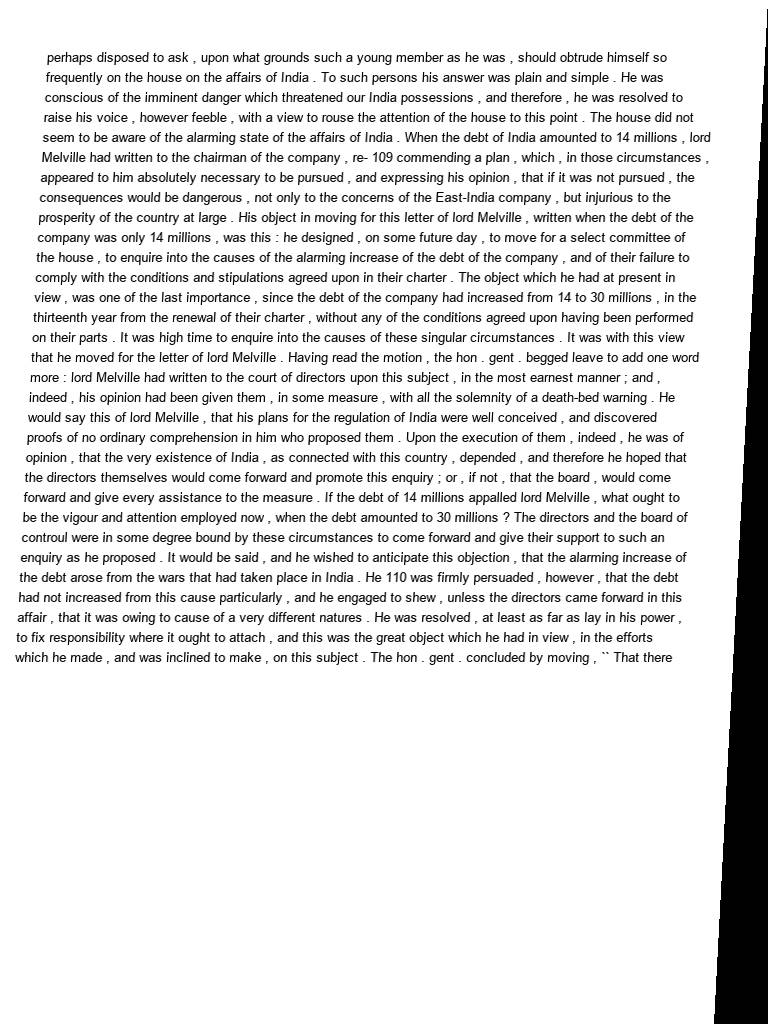 perhaps disposed to ask , upon what grounds such a young member as he was , should obtrude himself so
frequently on the house on the affairs of India . To such persons his answer was plain and simple . He was
conscious of the imminent danger which threatened our India possessions , and therefore , he was resolved to
raise his voice , however feeble , with a view to rouse the attention of the house to this point . The house did not
seem to be aware of the alarming state of the affairs of India . When the debt of India amounted to 14 millions , lord
Melville had written to the chairman of the company , re- 109 commending a plan , which , in those circumstances ,
appeared to him absolutely necessary to be pursued , and expressing his opinion , that if it was not pursued , the
consequences would be dangerous , not only to the concerns of the East-India company , but injurious to the
prosperity of the country at large . His object in moving for this letter of lord Melville , written when the debt of the
company was only 14 millions , was this : he designed , on some future day , to move for a select committee of
the house , to enquire into the causes of the alarming increase of the debt of the company , and of their failure to
comply with the conditions and stipulations agreed upon in their charter . The object which he had at present in
view , was one of the last importance , since the debt of the company had increased from 14 to 30 millions , in the
thirteenth year from the renewal of their charter , without any of the conditions agreed upon having been performed
on their parts . It was high time to enquire into the causes of these singular circumstances . It was with this view
that he moved for the letter of lord Melville . Having read the motion , the hon . gent . begged leave to add one word
more : lord Melville had written to the court of directors upon this subject , in the most earnest manner ; and ,
indeed , his opinion had been given them , in some measure , with all the solemnity of a death-bed warning . He
would say this of lord Melville , that his plans for the regulation of India were well conceived , and discovered
proofs of no ordinary comprehension in him who proposed them . Upon the execution of them , indeed , he was of
opinion , that the very existence of India , as connected with this country , depended , and therefore he hoped that
the directors themselves would come forward and promote this enquiry ; or , if not , that the board , would come
forward and give every assistance to the measure . If the debt of 14 millions appalled lord Melville , what ought to
be the vigour and attention employed now , when the debt amounted to 30 millions ? The directors and the board of
controul were in some degree bound by these circumstances to come forward and give their support to such an
enquiry as he proposed . It would be said , and he wished to anticipate this objection , that the alarming increase of
the debt arose from the wars that had taken place in India . He 110 was firmly persuaded , however , that the debt
had not increased from this cause particularly , and he engaged to shew , unless the directors came forward in this
affair , that it was owing to cause of a very different natures . He was resolved , at least as far as lay in his power ,
to fix responsibility where it ought to attach , and this was the great object which he had in view , in the efforts
which he made , and was inclined to make , on this subject . The hon . gent . concluded by moving , `` That there